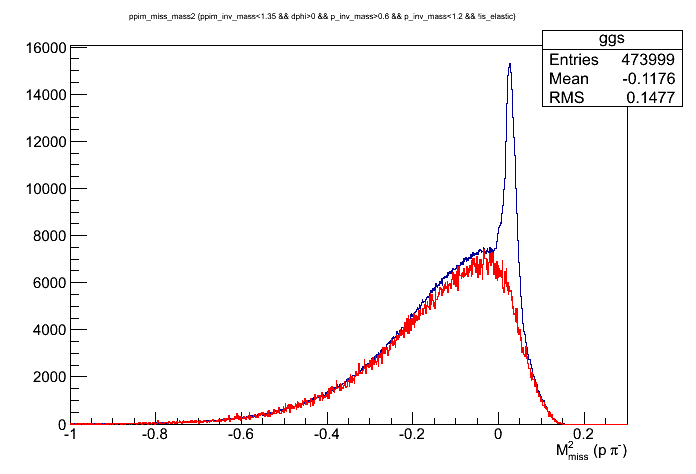 ppim_miss_mass2 {ppim_inv_mass<1.35 && dphi>0 && p_inv_mass>0.6 && p_inv_mass<1.2 && !is_elastic}
ggs
Entries 473999
Mean -0.1176
RMS 0.1477
16000
14000
12000
10000
8000
6000
4000
2000
0
-1 -0.8 -0.6 -0.4 -0.2 0 0.2
M²miss (p π⁻)